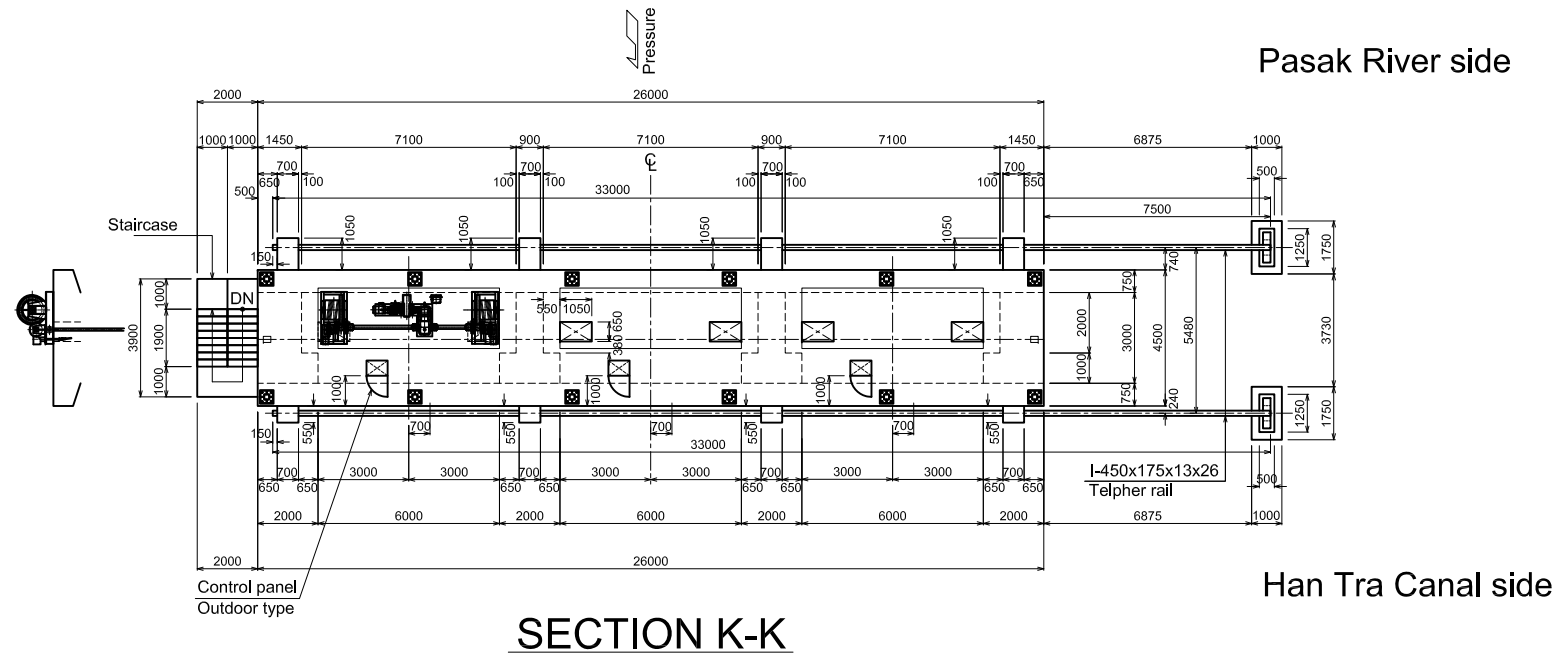 Pressure
Pasak River side
2000 26000
1000 1000 1450 7100 900 7100 900 7100 1450 6875 1000
℄
700 700 700 700 500
650 100 100 100 100 100 100 650
500 33000
7500
Staircase
1050 1050 1050 1050
1250 1750
150 740
1000 DN 750
550 1050
3900 1900 380 650 2000 3000 4500 5480 3730
1000 1000 1000 1000 1000 750 240
1250 1750
150 550 700 550 700 550 700 550
33000
700 3000 3000 700 3000 3000 700 3000 3000 700
650 650 650 650 650 650 650 650
I-450x175x13x26
Telpher rail
500
2000 6000 2000 6000 2000 6000 2000 6875 1000
2000 26000
Control panel
Outdoor type
Han Tra Canal side
SECTION K-K